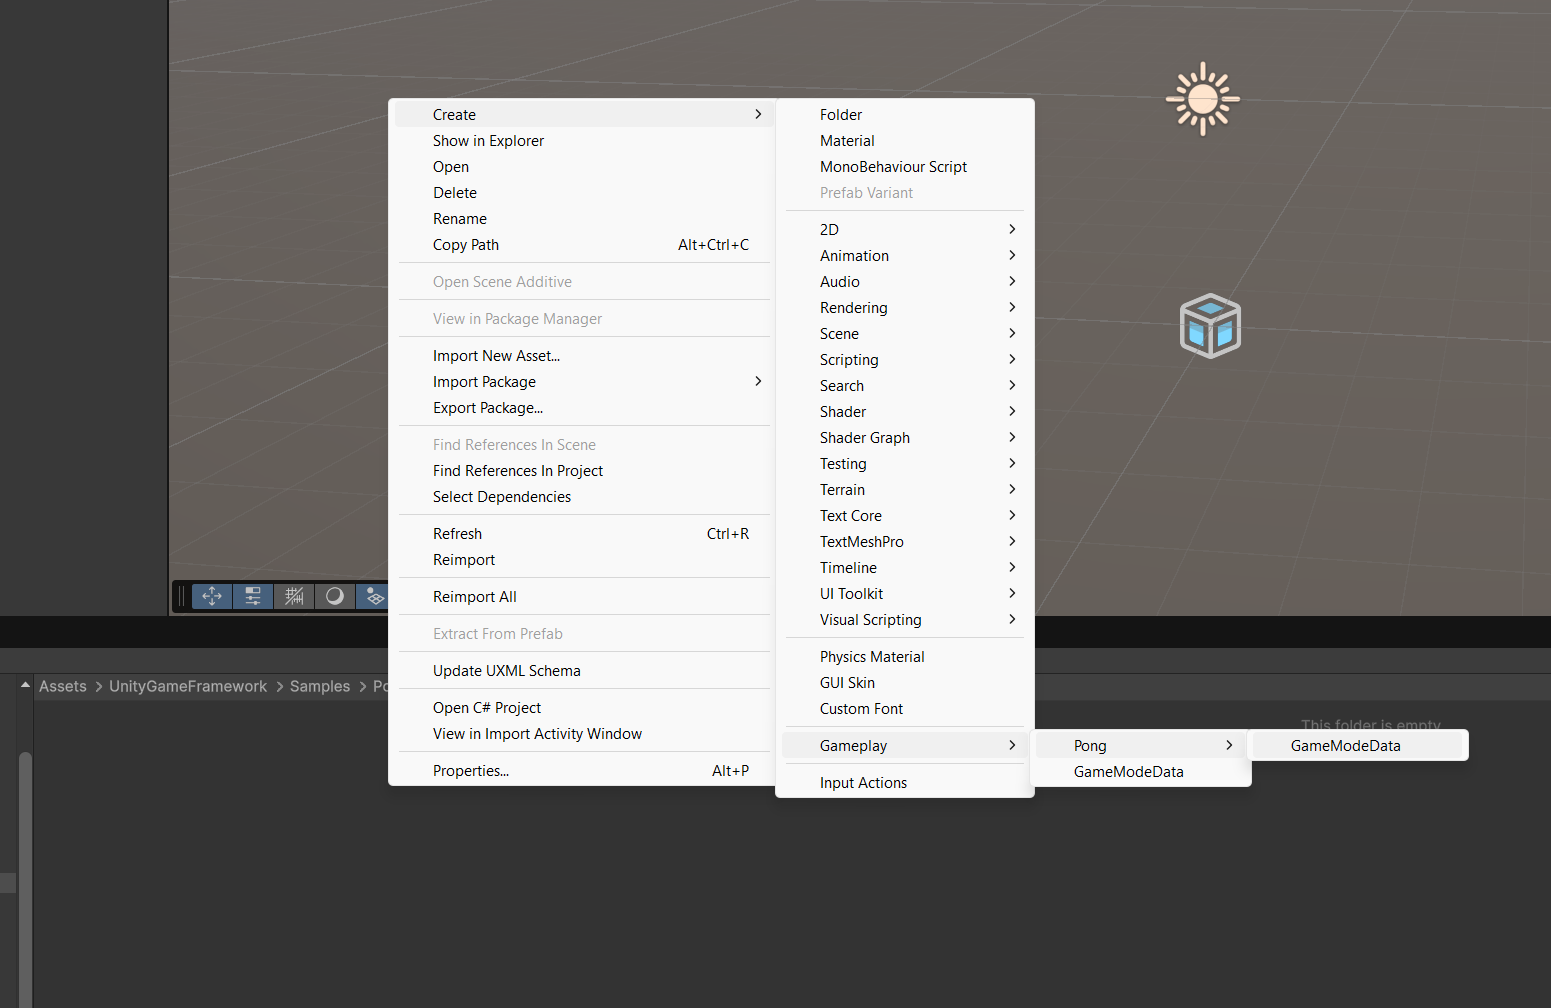 Create
Show in Explorer
Open
Delete
Rename
Copy Path Alt+Ctrl+C
Open Scene Additive
View in Package Manager
Import New Asset...
Import Package
Export Package...
Find References In Scene
Find References In Project
Select Dependencies
Refresh Ctrl+R
Reimport
Reimport All
Extract From Prefab
Update UXML Schema
Open C# Project
View in Import Activity Window
Properties... Alt+P
Folder
Material
MonoBehaviour Script
Prefab Variant
2D
Animation
Audio
Rendering
Scene
Scripting
Search
Shader
Shader Graph
Testing
Terrain
Text Core
TextMeshPro
Timeline
UI Toolkit
Visual Scripting
Physics Material
GUI Skin
Custom Font
Gameplay
Input Actions
Pong
GameModeData
GameModeData
Assets > UnityGameFramework > Samples >
This folder is empty